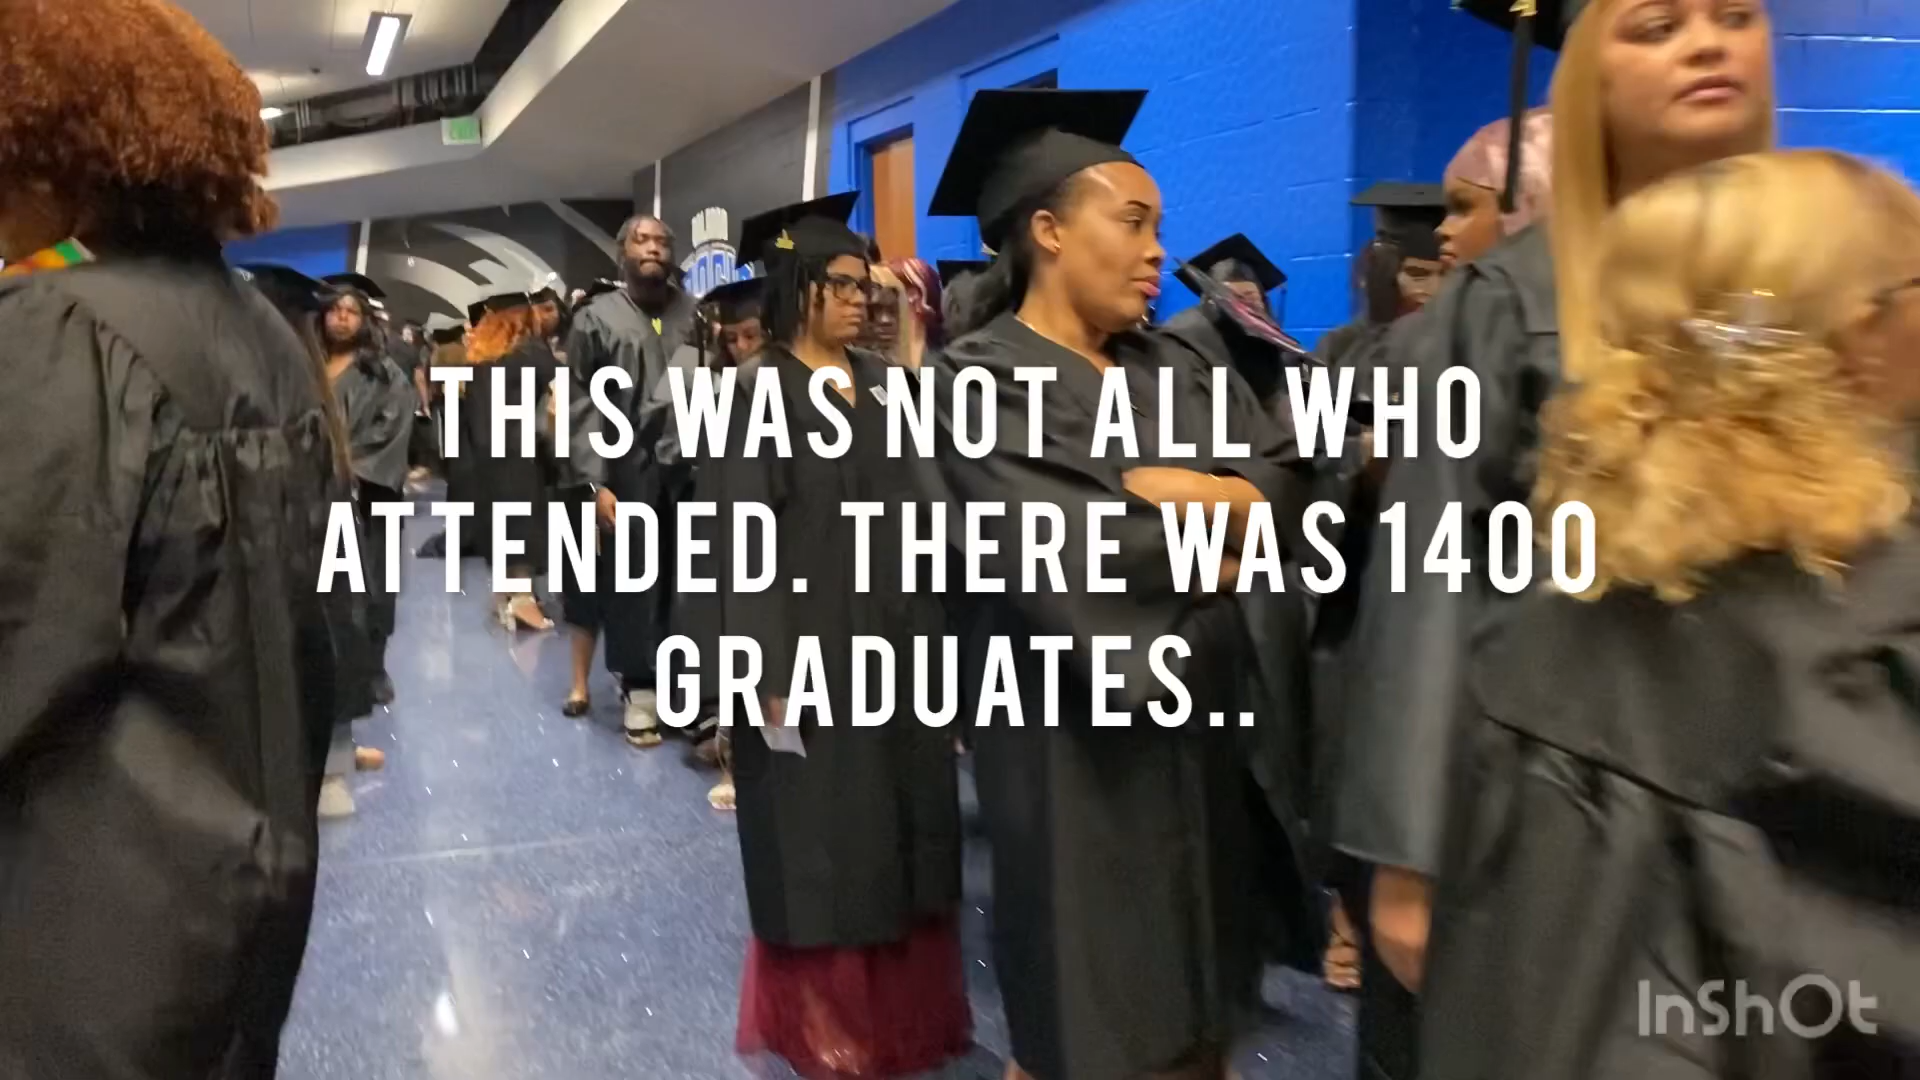 THIS WAS NOT ALL WHO
ATTENDED. THERE WAS 1400
GRADUATES..
INSHOT